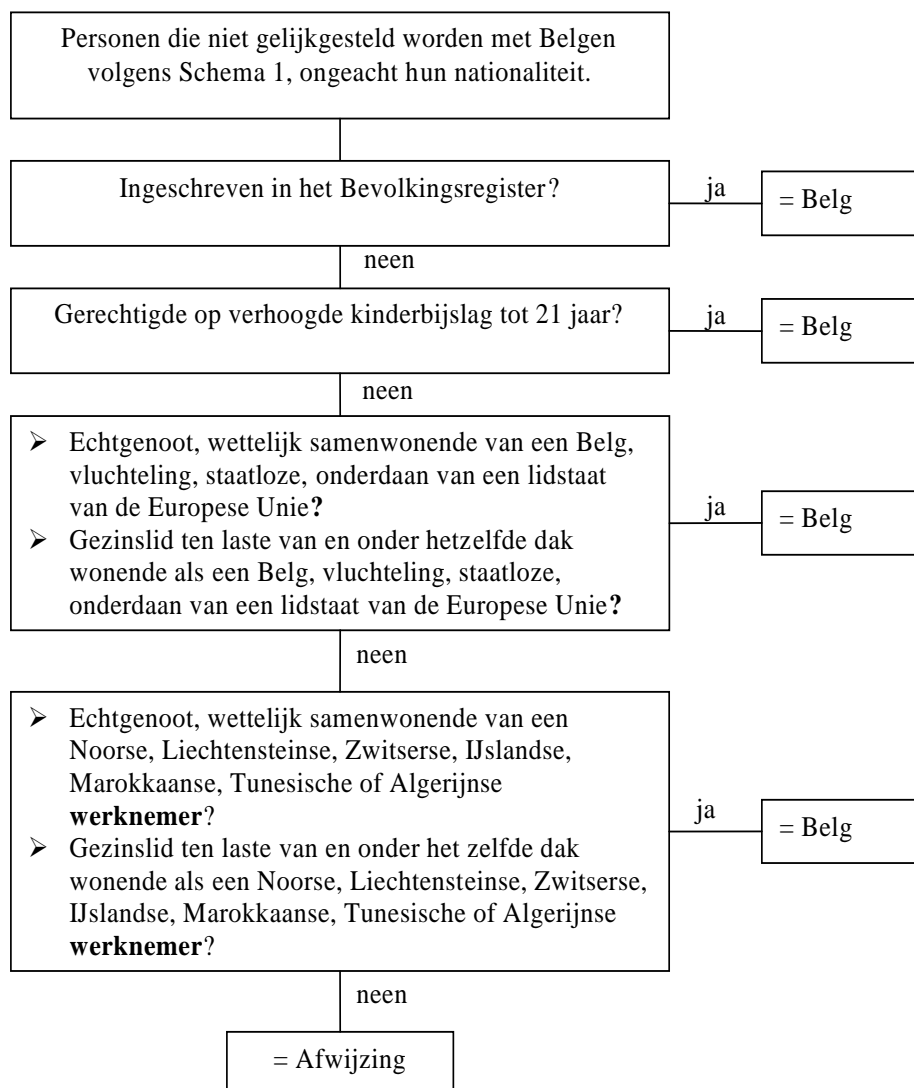 Personen die niet gelijkgesteld worden met Belgen
volgens Schema 1, ongeacht hun nationaliteit.
Ingeschreven in het Bevolkingsregister?
ja
= Belg
neen
Gerechtigde op verhoogde kinderbijslag tot 21 jaar?
ja
= Belg
neen
➢ Echtgenoot, wettelijk samenwonende van een Belg,
vluchteling, staatloze, onderdaan van een lidstaat
van de Europese Unie?
➢ Gezinslid ten laste van en onder hetzelfde dak
wonende als een Belg, vluchteling, staatloze,
onderdaan van een lidstaat van de Europese Unie?
ja
= Belg
neen
➢ Echtgenoot, wettelijk samenwonende van een
Noorse, Liechtensteinse, Zwitserse, IJslandse,
Marokkaanse, Tunesische of Algerijnse
werknemer?
➢ Gezinslid ten laste van en onder het zelfde dak
wonende als een Noorse, Liechtensteinse, Zwitserse,
IJslandse, Marokkaanse, Tunesische of Algerijnse
werknemer?
ja
= Belg
neen
= Afwijzing